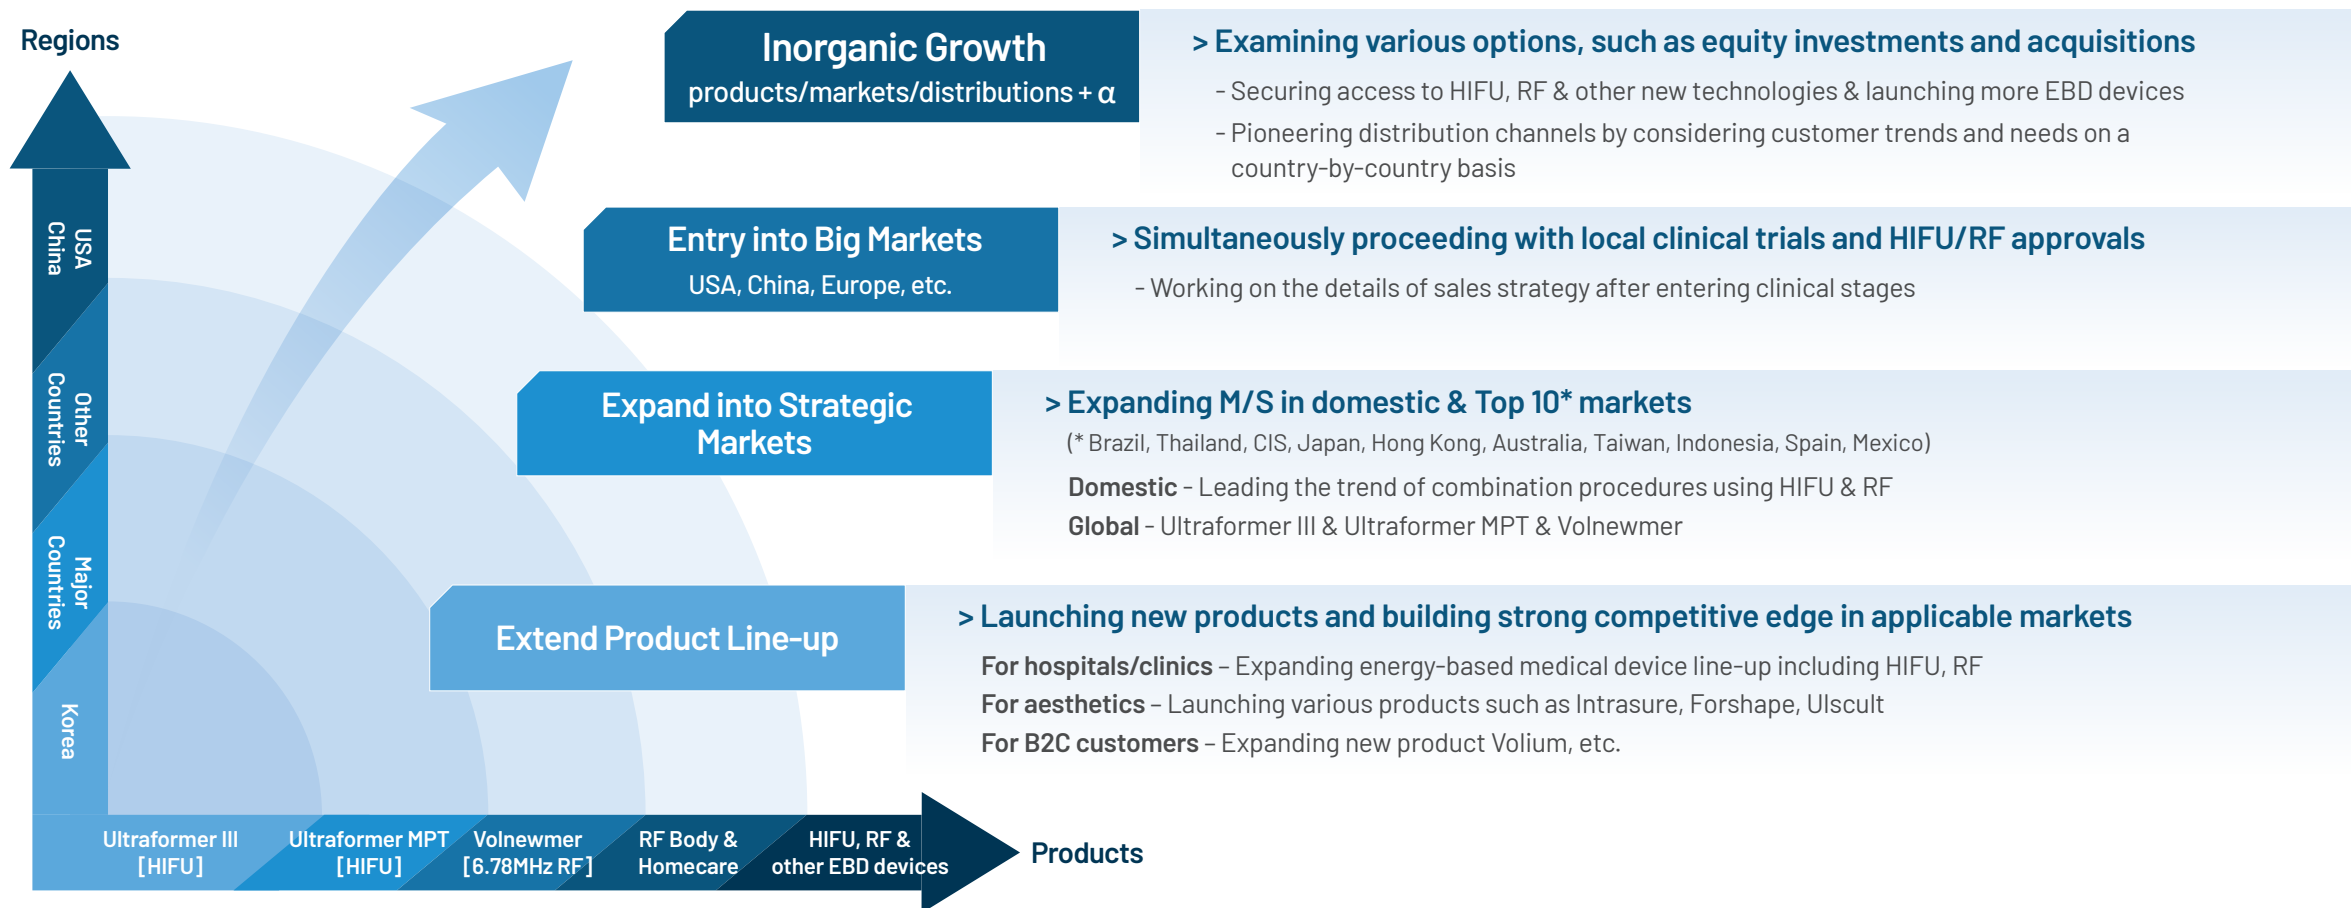 Regions
USA
China
Other
Countries
Major
Countries
Korea
Ultraformer III
[HIFU]
Ultraformer MPT
[HIFU]
Volnewmer
[6.78MHz RF]
RF Body &
Homecare
HIFU, RF &
other EBD devices
Products
Inorganic Growth
products/markets/distributions + α
> Examining various options, such as equity investments and acquisitions
- Securing access to HIFU, RF & other new technologies & launching more EBD devices
- Pioneering distribution channels by considering customer trends and needs on a
country-by-country basis
Entry into Big Markets
USA, China, Europe, etc.
> Simultaneously proceeding with local clinical trials and HIFU/RF approvals
- Working on the details of sales strategy after entering clinical stages
Expand into Strategic
Markets
> Expanding M/S in domestic & Top 10* markets
(* Brazil, Thailand, CIS, Japan, Hong Kong, Australia, Taiwan, Indonesia, Spain, Mexico)
Domestic - Leading the trend of combination procedures using HIFU & RF
Global - Ultraformer III & Ultraformer MPT & Volnewmer
Extend Product Line-up
> Launching new products and building strong competitive edge in applicable markets
For hospitals/clinics – Expanding energy-based medical device line-up including HIFU, RF
For aesthetics – Launching various products such as Intrasure, Forshape, Ulscult
For B2C customers – Expanding new product Volium, etc.